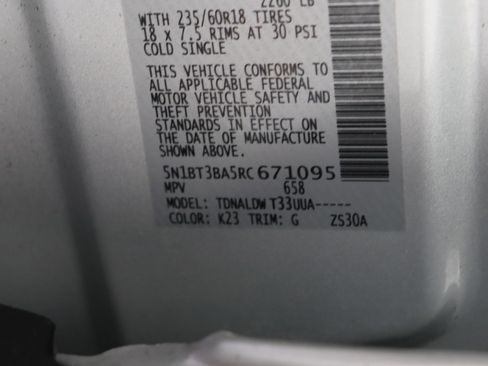 2260 LB
WITH 235/60R18 TIRES
18 x 7.5 RIMS AT 30 PSI
COLD SINGLE
THIS VEHICLE CONFORMS TO
ALL APPLICABLE FEDERAL
MOTOR VEHICLE SAFETY AND
THEFT PREVENTION
STANDARDS IN EFFECT ON
THE DATE OF MANUFACTURE
SHOWN ABOVE.
5N1BT3BA5RC671095
MPV 658
MODEL: TDNALDW T33UUA-----
COLOR: K23 TRIM: G ZS30A